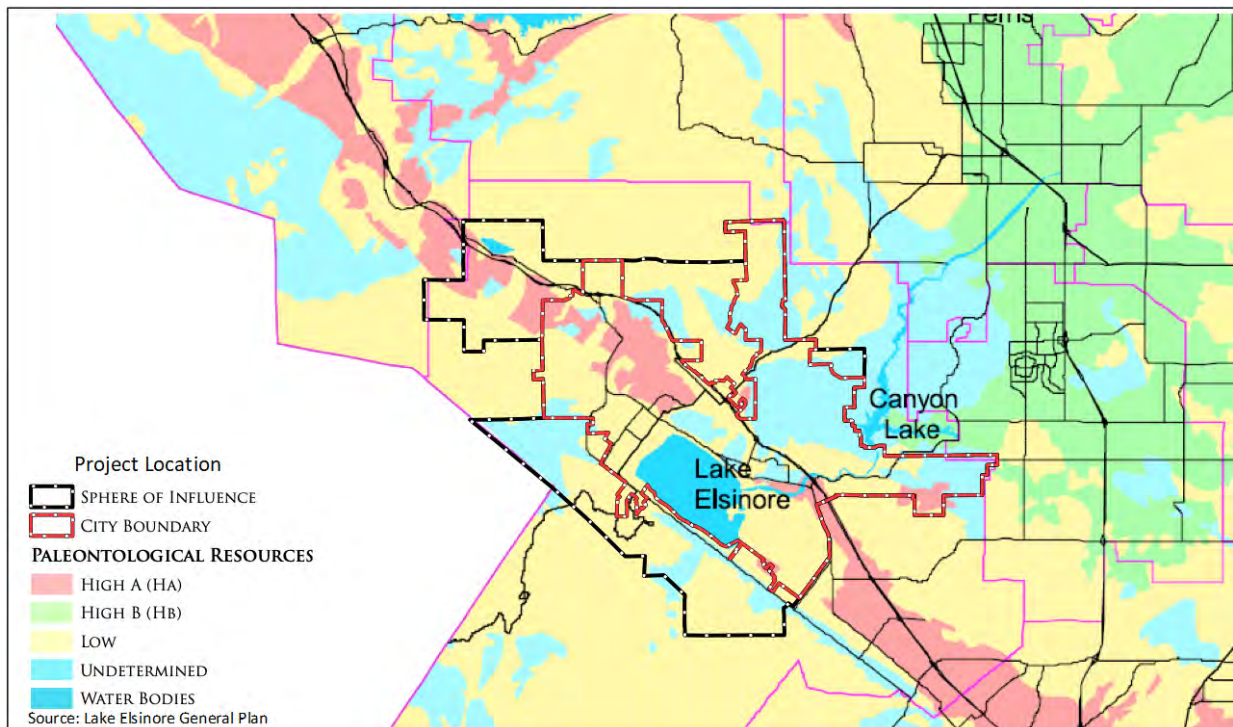 Perris
Canyon
Lake
Lake
Elsinore
Project Location
SPHERE OF INFLUENCE
CITY BOUNDARY
PALEONTOLOGICAL RESOURCES
HIGH A (HA)
HIGH B (HB)
LOW
UNDETERMINED
WATER BODIES
Source: Lake Elsinore General Plan